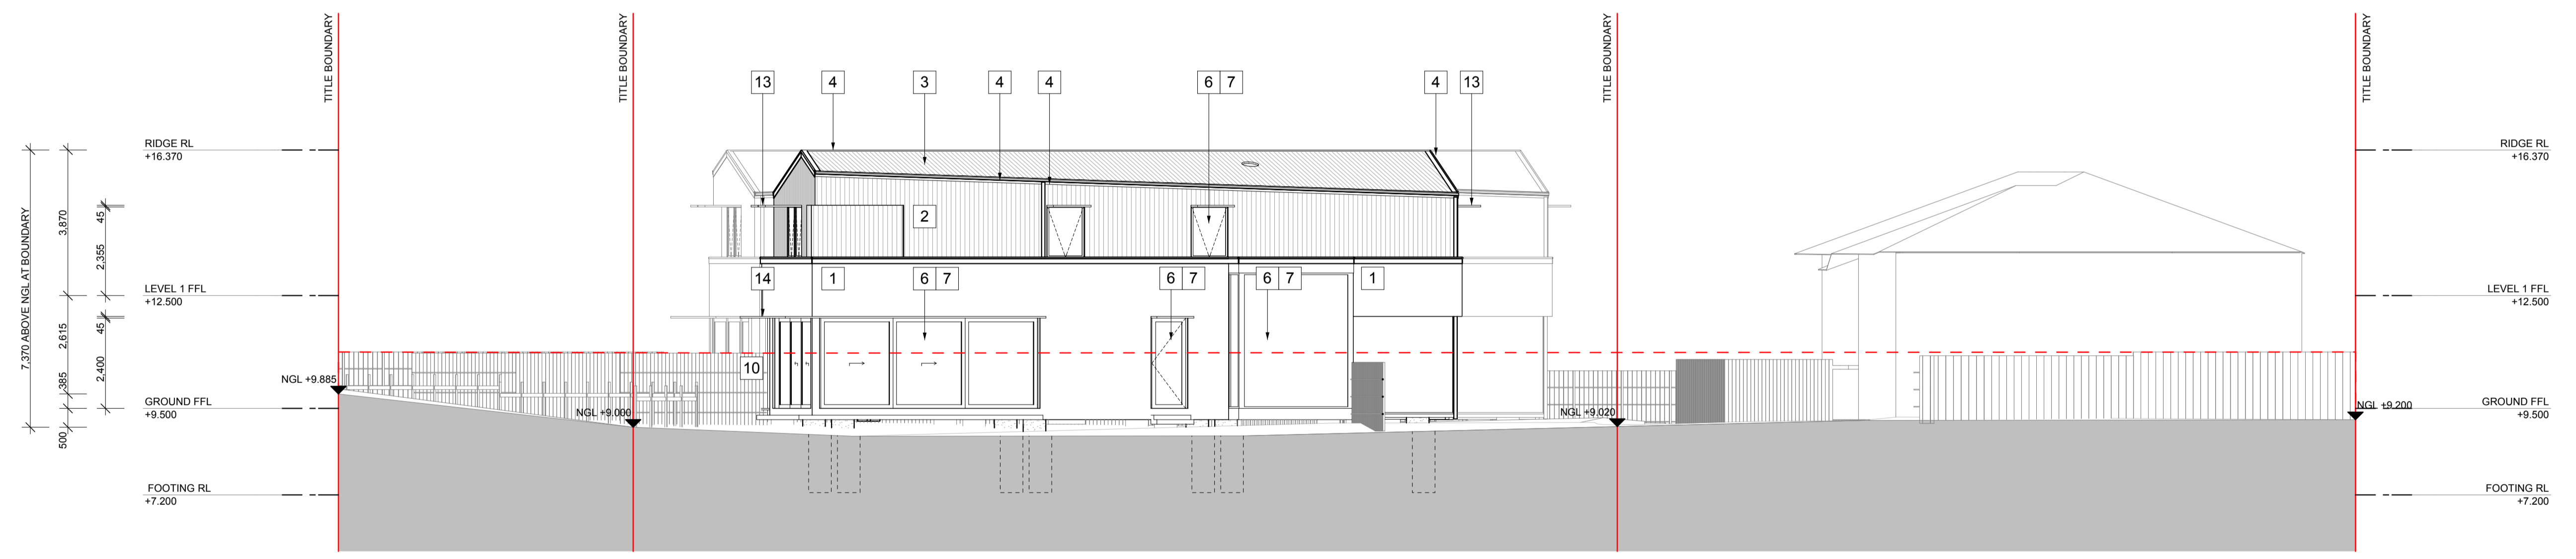 TITLE BOUNDARY
TITLE BOUNDARY
TITLE BOUNDARY
TITLE BOUNDARY
13
4
3
4
4
6 7
4
13
RIDGE RL
+16.370
RIDGE RL
+16.370
7,370 ABOVE NGL AT BOUNDARY
3,870
45
2,355
2
14
1
6 7
6 7
6 7
1
LEVEL 1 FFL
+12.500
LEVEL 1 FFL
+12.500
2,615
45
2,400
385
500
10
NGL +9.885
NGL +9.000
NGL +9.020
NGL +9.200
GROUND FFL
+9.500
GROUND FFL
+9.500
FOOTING RL
+7.200
FOOTING RL
+7.200